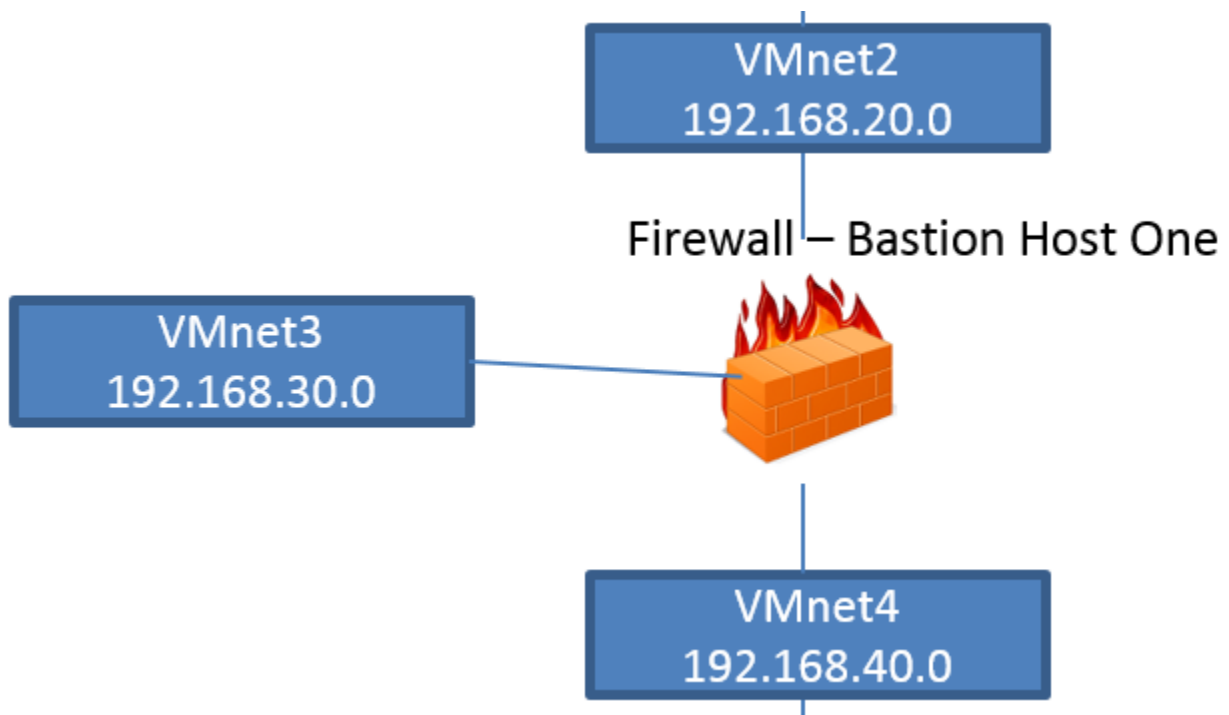 VMnet2
192.168.20.0
Firewall – Bastion Host One
VMnet3
192.168.30.0
VMnet4
192.168.40.0